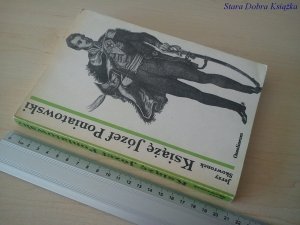 Stara Dobra Książka
Jerzy
Skowronek
Książę Józef Poniatowski
Ossolineum
Książę Józef Poniatowski